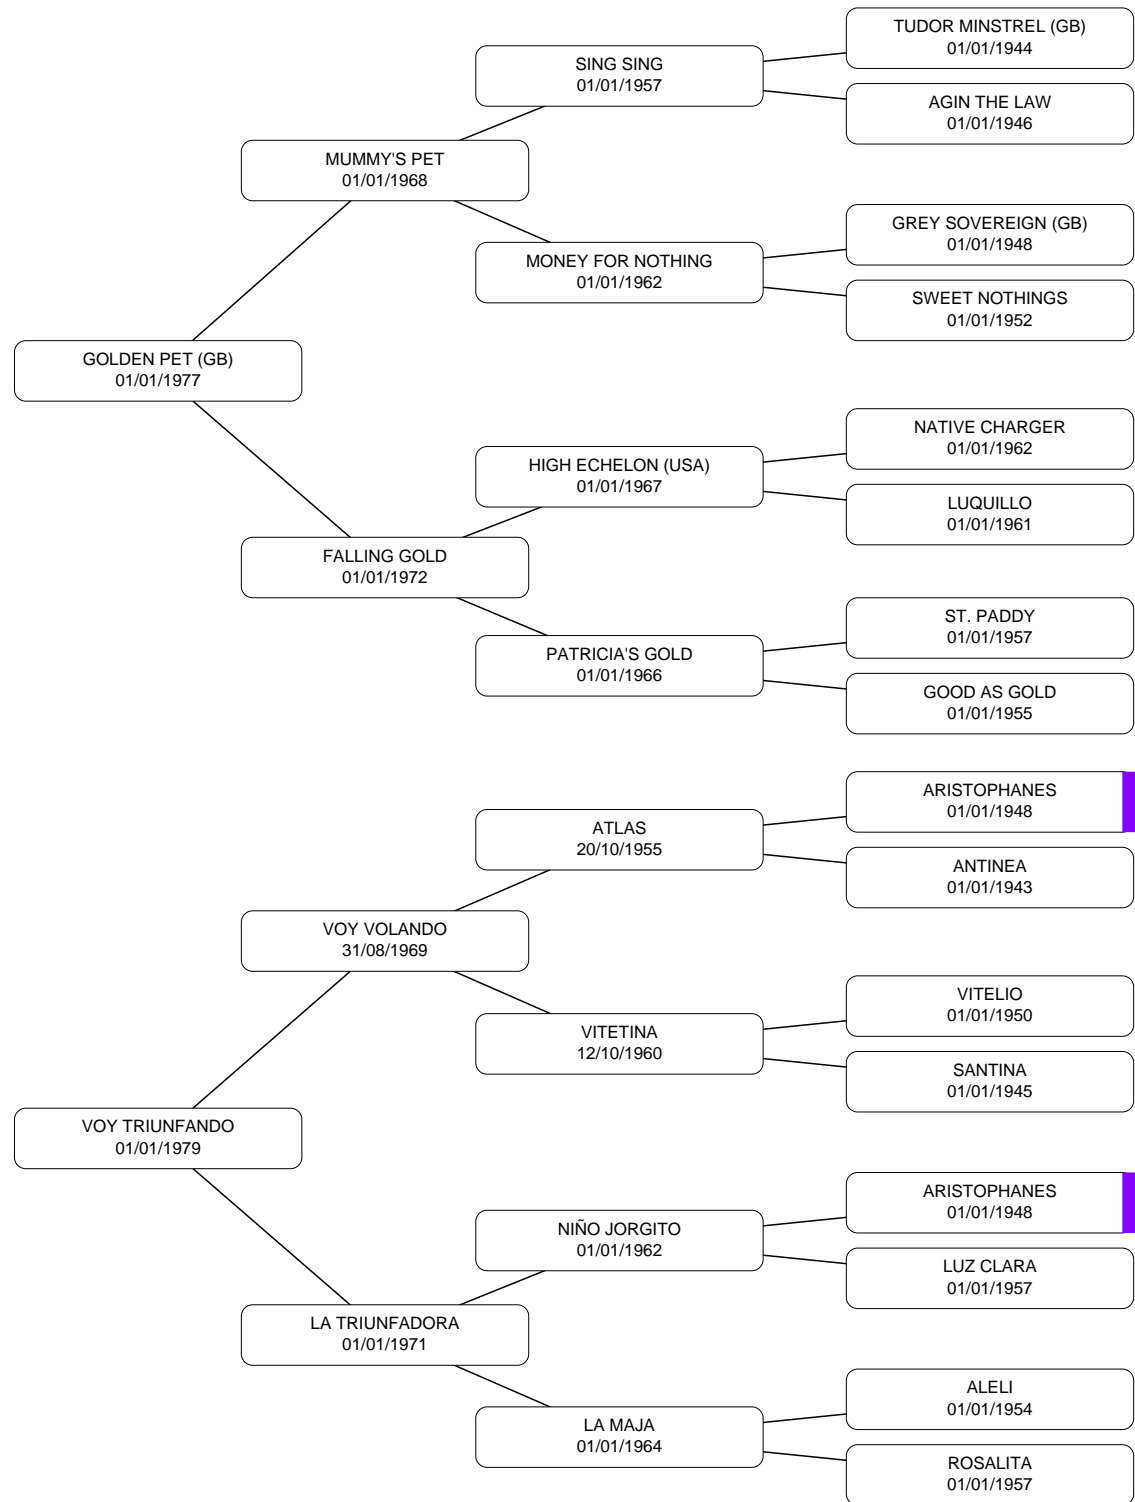 TUDOR MINSTREL (GB)
01/01/1944
SING SING
01/01/1957
AGIN THE LAW
01/01/1946
MUMMY'S PET
01/01/1968
GREY SOVEREIGN (GB)
01/01/1948
MONEY FOR NOTHING
01/01/1962
SWEET NOTHINGS
01/01/1952
GOLDEN PET (GB)
01/01/1977
NATIVE CHARGER
01/01/1962
HIGH ECHELON (USA)
01/01/1967
LUQUILLO
01/01/1961
FALLING GOLD
01/01/1972
ST. PADDY
01/01/1957
PATRICIA'S GOLD
01/01/1966
GOOD AS GOLD
01/01/1955
ARISTOPHANES
01/01/1948
ATLAS
20/10/1955
ANTINEA
01/01/1943
VOY VOLANDO
31/08/1969
VITELIO
01/01/1950
VITETINA
12/10/1960
SANTINA
01/01/1945
VOY TRIUNFANDO
01/01/1979
ARISTOPHANES
01/01/1948
NIÑO JORGITO
01/01/1962
LUZ CLARA
01/01/1957
LA TRIUNFADORA
01/01/1971
ALELI
01/01/1954
LA MAJA
01/01/1964
ROSALITA
01/01/1957